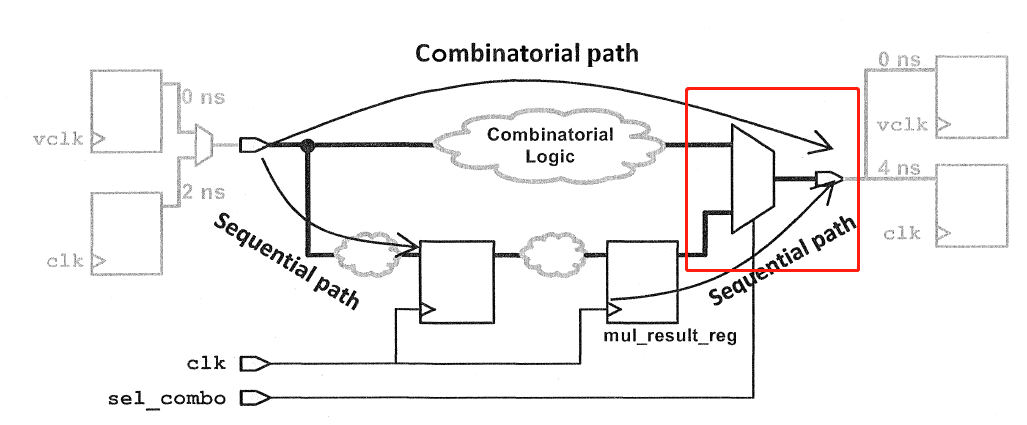 Combinatorial path
0 ns
0 ns
vclk
Combinatorial
Logic
vclk
2 ns
4 ns
clk
Sequential path
Sequential path
clk
mul_result_reg
clk
sel_combo